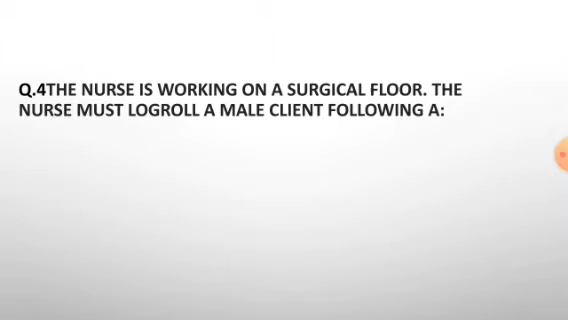 Q.4THE NURSE IS WORKING ON A SURGICAL FLOOR. THE
NURSE MUST LOGROLL A MALE CLIENT FOLLOWING A: